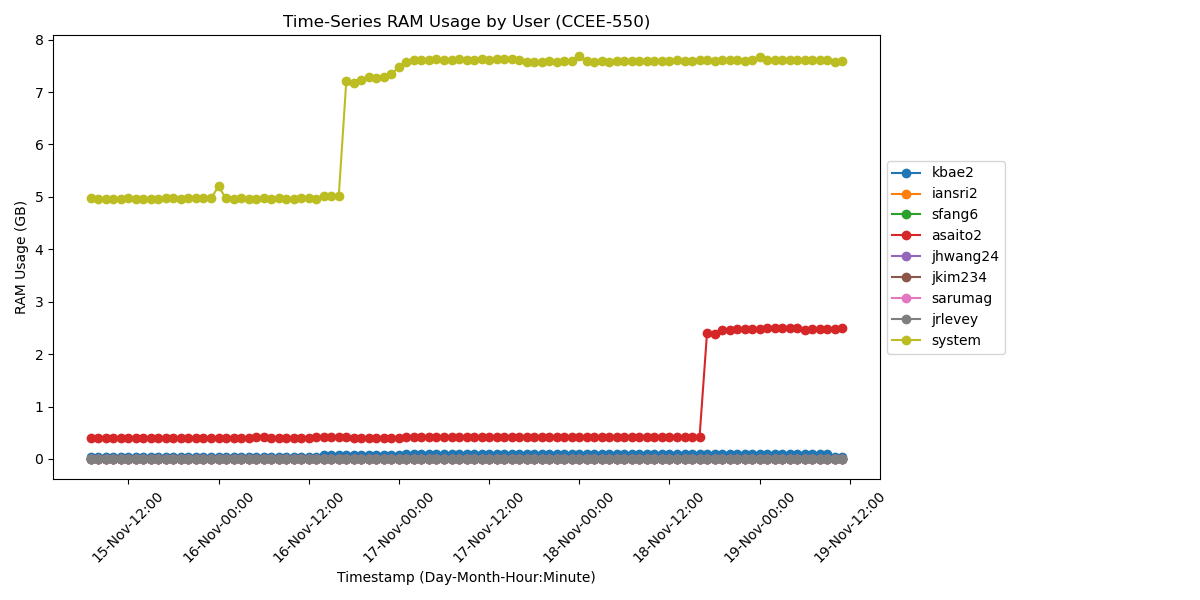 Time-Series RAM Usage by User (CCEE-550)
RAM Usage (GB)
8
7
6
5
4
3
2
1
0
15-Nov-12:00
16-Nov-00:00
16-Nov-12:00
17-Nov-00:00
17-Nov-12:00
18-Nov-00:00
18-Nov-12:00
19-Nov-00:00
19-Nov-12:00
Timestamp (Day-Month-Hour:Minute)
kbae2
iansri2
sfang6
asaito2
jhwang24
jkim234
sarumag
jrlevey
system